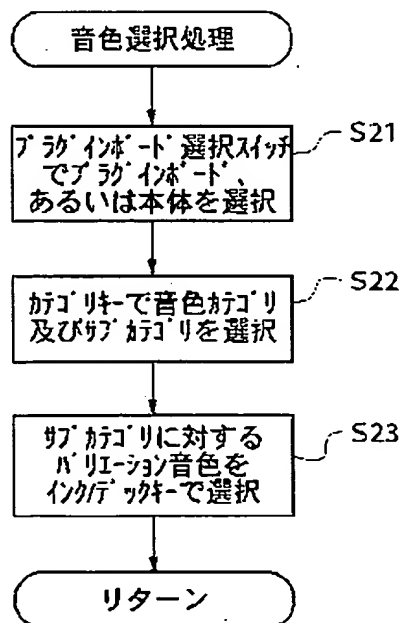 音色選択処理
プラグインボード選択スイッチ
でプラグインボード、
あるいは本体を選択
S21
カテゴリキーで音色カテゴリ
及びサブカテゴリを選択
S22
サブカテゴリに対する
バリエーション音色を
インク/デックキーで選択
S23
リターン